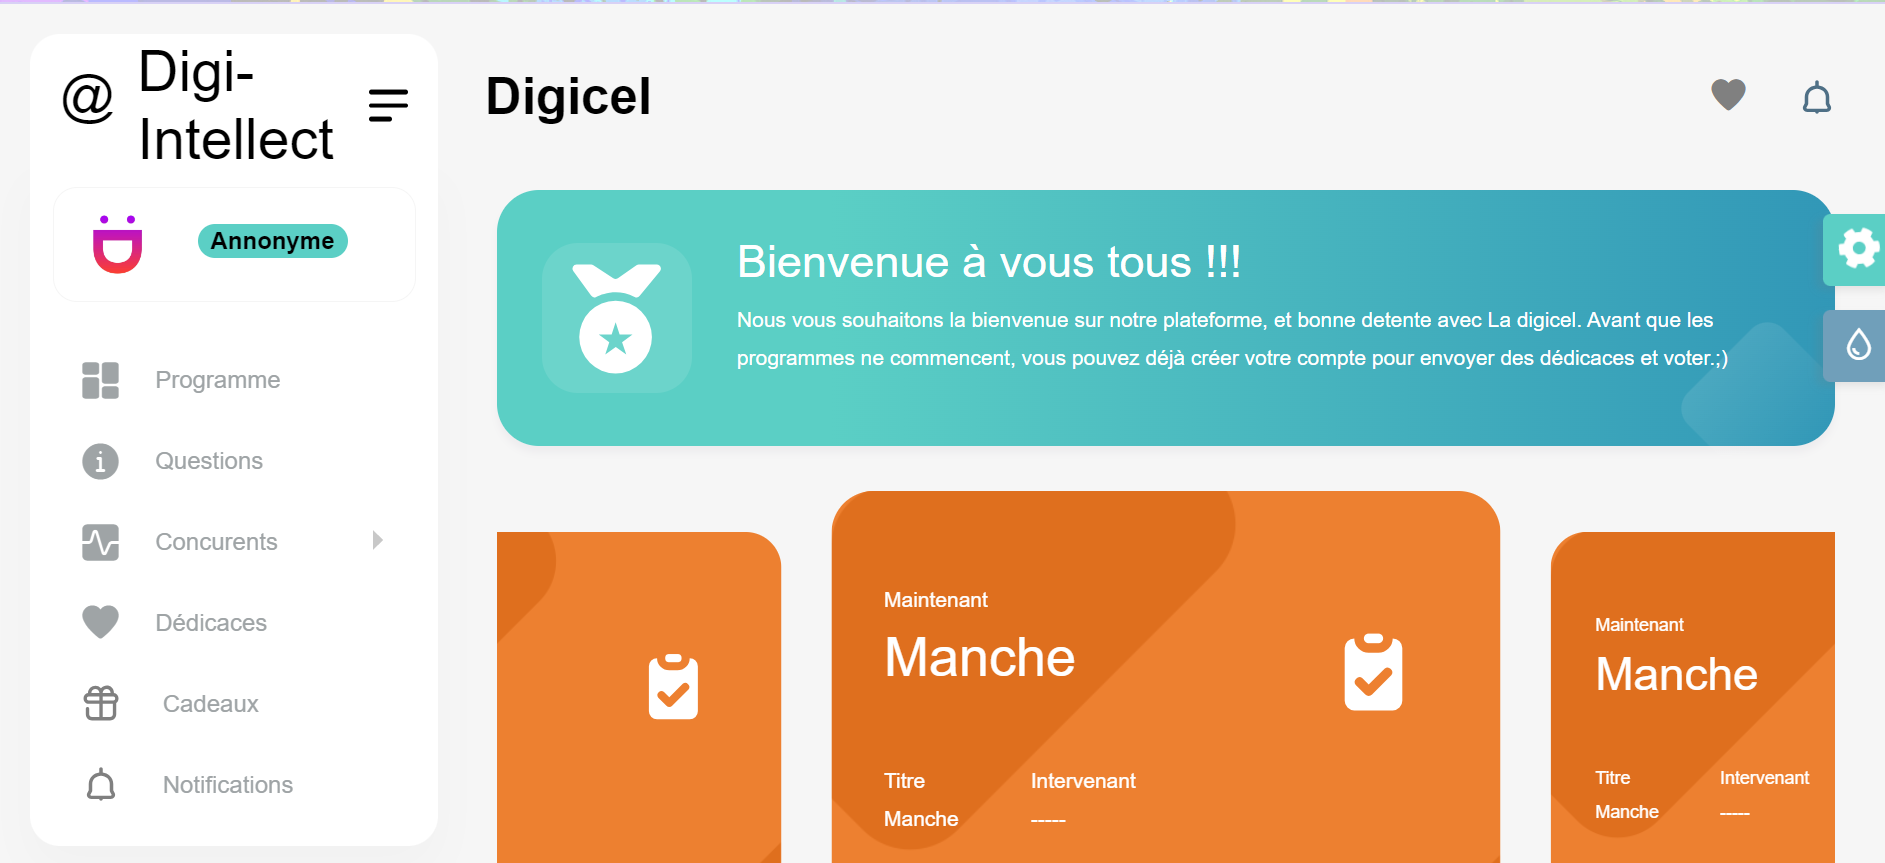 @ Digi-
Intellect
Annonyme
Programme
Questions
Concurents
Dédicaces
Cadeaux
Notifications
Digicel
Bienvenue à vous tous !!!
Nous vous souhaitons la bienvenue sur notre plateforme, et bonne detente avec La digicel. Avant que les
programmes ne commencent, vous pouvez déjà créer votre compte pour envoyer des dédicaces et voter.;)
Maintenant
Manche
Titre Intervenant
Manche -----
Maintenant
Manche
Titre Intervenant
Manche -----